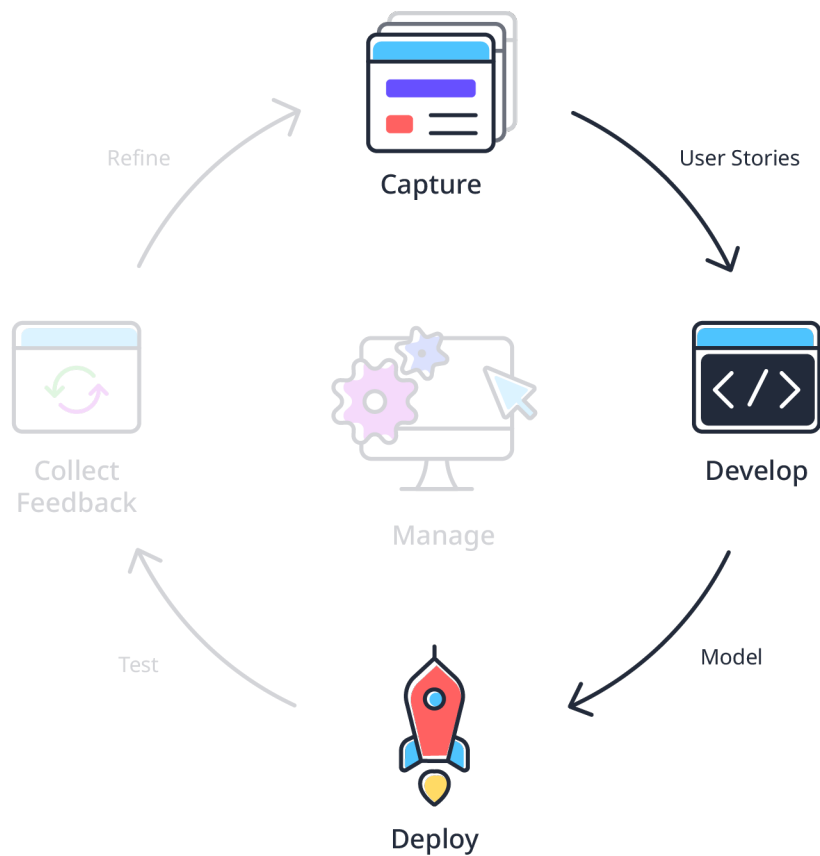 Capture
Refine
User Stories
Collect
Feedback
Develop
Manage
Test
Model
Deploy